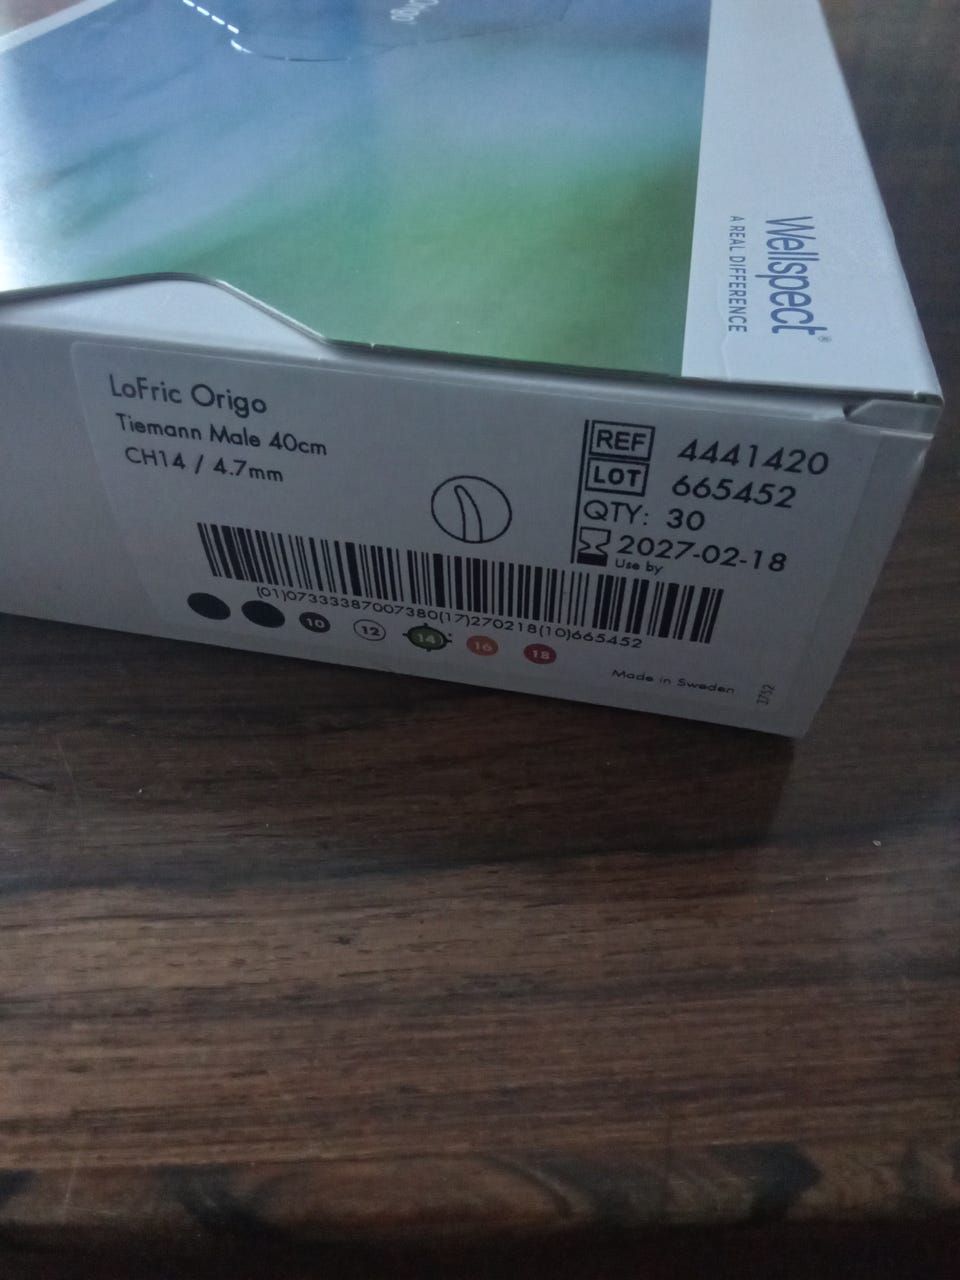 Wellspect®
A REAL DIFFERENCE
LoFric Origo
Tiemann Male 40cm
CH14 / 4.7mm
REF 4441420
LOT 665452
QTY: 30
2027-02-18
Use by
(01)07333387007380(17)270218(10)665452
10 12 14 16 18
Made in Sweden
3752